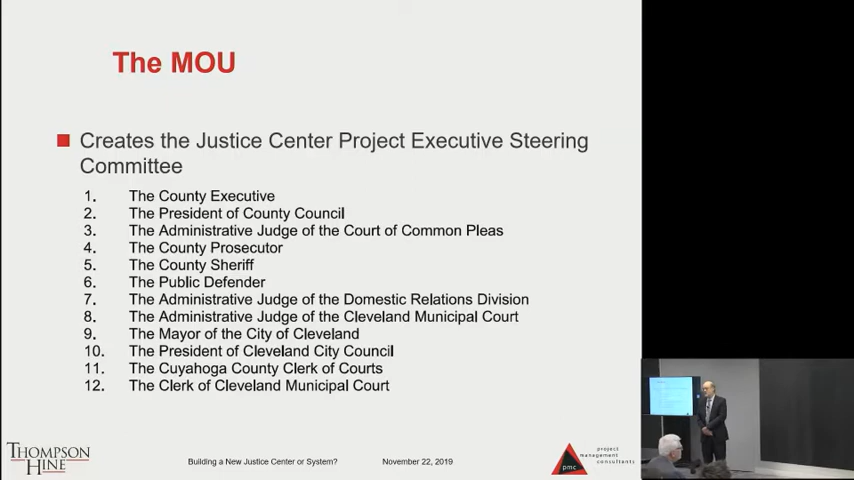 The MOU
Creates the Justice Center Project Executive Steering
Committee
1. The County Executive
2. The President of County Council
3. The Administrative Judge of the Court of Common Pleas
4. The County Prosecutor
5. The County Sheriff
6. The Public Defender
7. The Administrative Judge of the Domestic Relations Division
8. The Administrative Judge of the Cleveland Municipal Court
9. The Mayor of the City of Cleveland
10. The President of Cleveland City Council
11. The Cuyahoga County Clerk of Courts
12. The Clerk of Cleveland Municipal Court
THOMPSON
HINE
Building a New Justice Center or System? November 22, 2019
pmc
project
management
consultants